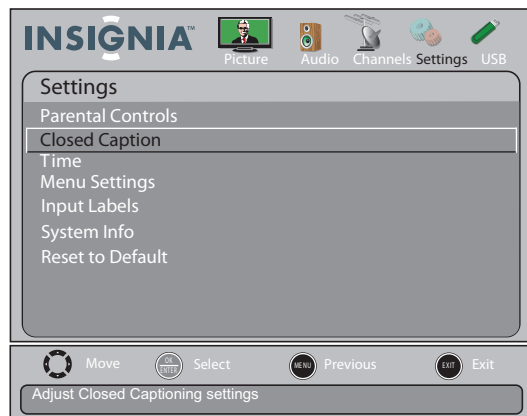 INSIGNIA™
Picture Audio Channels Settings USB
Settings
Parental Controls
Closed Caption
Time
Menu Settings
Input Labels
System Info
Reset to Default
Move OK ENTER Select MENU Previous EXIT Exit
Adjust Closed Captioning settings